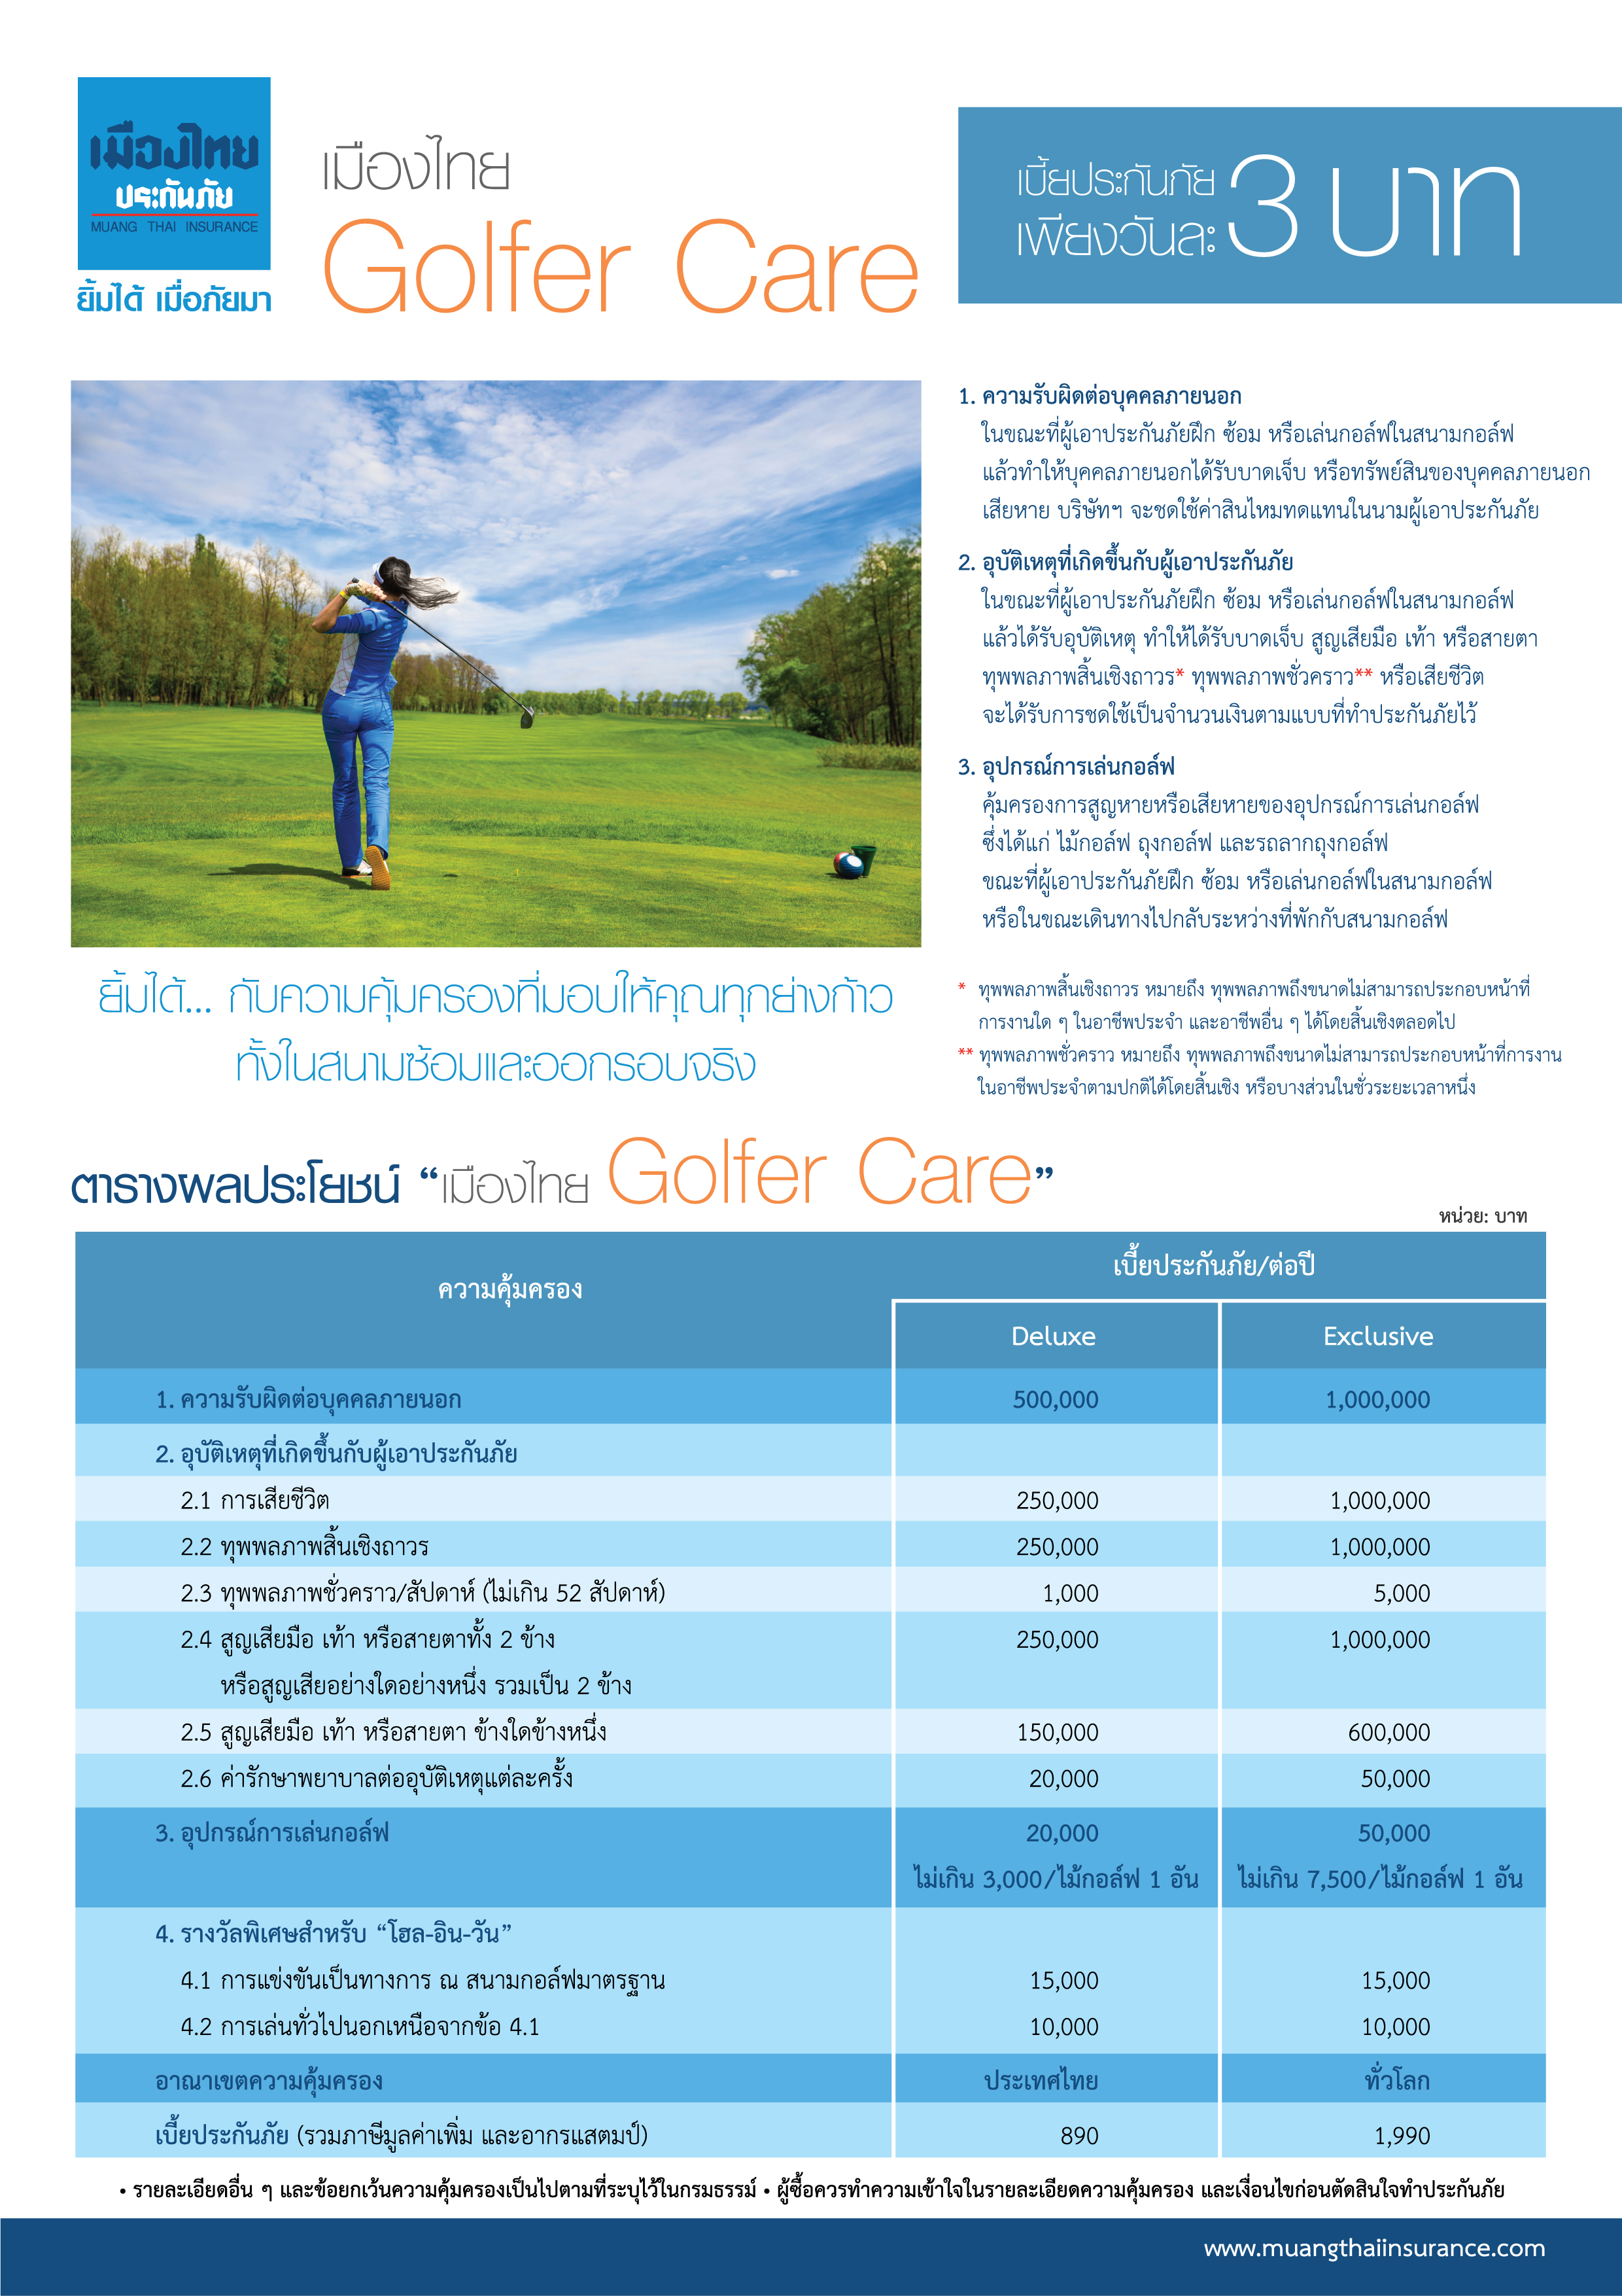 เมืองไทย
ประกันภัย
MUANG THAI INSURANCE
ยิ้มได้ เมื่อภัยมา
เมืองไทย
Golfer Care
เบี้ยประกันภัย
เพียงวันละ 3 บาท
1. ความรับผิดต่อบุคคลภายนอก
ในขณะที่ผู้เอาประกันภัยฝึก ซ้อม หรือเล่นกอล์ฟในสนามกอล์ฟ
แล้วทำให้บุคคลภายนอกได้รับบาดเจ็บ หรือทรัพย์สินของบุคคลภายนอก
เสียหาย บริษัทฯ จะชดใช้ค่าสินไหมทดแทนในนามผู้เอาประกันภัย
2. อุบัติเหตุที่เกิดขึ้นกับผู้เอาประกันภัย
ในขณะที่ผู้เอาประกันภัยฝึก ซ้อม หรือเล่นกอล์ฟในสนามกอล์ฟ
แล้วได้รับอุบัติเหตุ ทำให้ได้รับบาดเจ็บ สูญเสียมือ เท้า หรือสายตา
ทุพพลภาพสิ้นเชิงถาวร* ทุพพลภาพชั่วคราว** หรือเสียชีวิต
จะได้รับการชดใช้เป็นจำนวนเงินตามแบบที่ทำประกันภัยไว้
3. อุปกรณ์การเล่นกอล์ฟ
คุ้มครองการสูญหายหรือเสียหายของอุปกรณ์การเล่นกอล์ฟ
ซึ่งได้แก่ ไม้กอล์ฟ ถุงกอล์ฟ และรถลากถุงกอล์ฟ
ขณะที่ผู้เอาประกันภัยฝึก ซ้อม หรือเล่นกอล์ฟในสนามกอล์ฟ
หรือในขณะเดินทางไปกลับระหว่างที่พักกับสนามกอล์ฟ
* ทุพพลภาพสิ้นเชิงถาวร หมายถึง ทุพพลภาพถึงขนาดไม่สามารถประกอบหน้าที่
การงานใด ๆ ในอาชีพประจำ และอาชีพอื่น ๆ ได้โดยสิ้นเชิงตลอดไป
** ทุพพลภาพชั่วคราว หมายถึง ทุพพลภาพถึงขนาดไม่สามารถประกอบหน้าที่การงาน
ในอาชีพประจำตามปกติได้โดยสิ้นเชิง หรือบางส่วนในชั่วระยะเวลาหนึ่ง
ยิ้มได้... กับความคุ้มครองที่มอบให้คุณทุกย่างก้าว
ทั้งในสนามซ้อมและออกรอบจริง
ตารางผลประโยชน์ “เมืองไทย Golfer Care”
หน่วย: บาท
ความคุ้มครอง เบี้ยประกันภัย/ต่อปี
Deluxe Exclusive
1. ความรับผิดต่อบุคคลภายนอก 500,000 1,000,000
2. อุบัติเหตุที่เกิดขึ้นกับผู้เอาประกันภัย
2.1 การเสียชีวิต 250,000 1,000,000
2.2 ทุพพลภาพสิ้นเชิงถาวร 250,000 1,000,000
2.3 ทุพพลภาพชั่วคราว/สัปดาห์ (ไม่เกิน 52 สัปดาห์) 1,000 5,000
2.4 สูญเสียมือ เท้า หรือสายตาทั้ง 2 ข้าง 250,000 1,000,000
หรือสูญเสียอย่างใดอย่างหนึ่ง รวมเป็น 2 ข้าง
2.5 สูญเสียมือ เท้า หรือสายตา ข้างใดข้างหนึ่ง 150,000 600,000
2.6 ค่ารักษาพยาบาลต่ออุบัติเหตุแต่ละครั้ง 20,000 50,000
3. อุปกรณ์การเล่นกอล์ฟ 20,000 50,000
ไม่เกิน 3,000/ไม้กอล์ฟ 1 อัน ไม่เกิน 7,500/ไม้กอล์ฟ 1 อัน
4. รางวัลพิเศษสำหรับ “โฮล-อิน-วัน”
4.1 การแข่งขันเป็นทางการ ณ สนามกอล์ฟมาตรฐาน 15,000 15,000
4.2 การเล่นทั่วไปนอกเหนือจากข้อ 4.1 10,000 10,000
อาณาเขตความคุ้มครอง ประเทศไทย ทั่วโลก
เบี้ยประกันภัย (รวมภาษีมูลค่าเพิ่ม และอากรแสตมป์) 890 1,990
• รายละเอียดอื่น ๆ และข้อยกเว้นความคุ้มครองเป็นไปตามที่ระบุไว้ในกรมธรรม์ • ผู้ซื้อควรทำความเข้าใจในรายละเอียดความคุ้มครอง และเงื่อนไขก่อนตัดสินใจทำประกันภัย
www.muangthaiinsurance.com